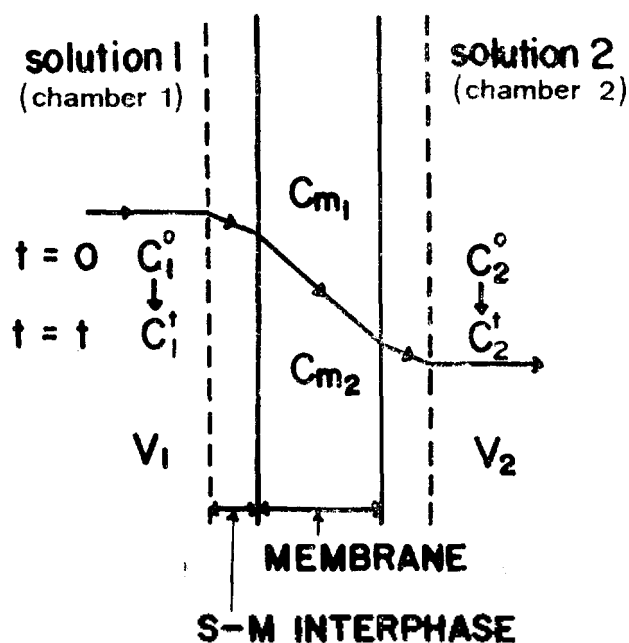 solution 1 solution 2
(chamber 1) (chamber 2)
Cm₁
t = 0 C₁° C₂°
t = t C₁ᵗ C₂ᵗ
Cm₂
V₁ V₂
MEMBRANE
S-M INTERPHASE